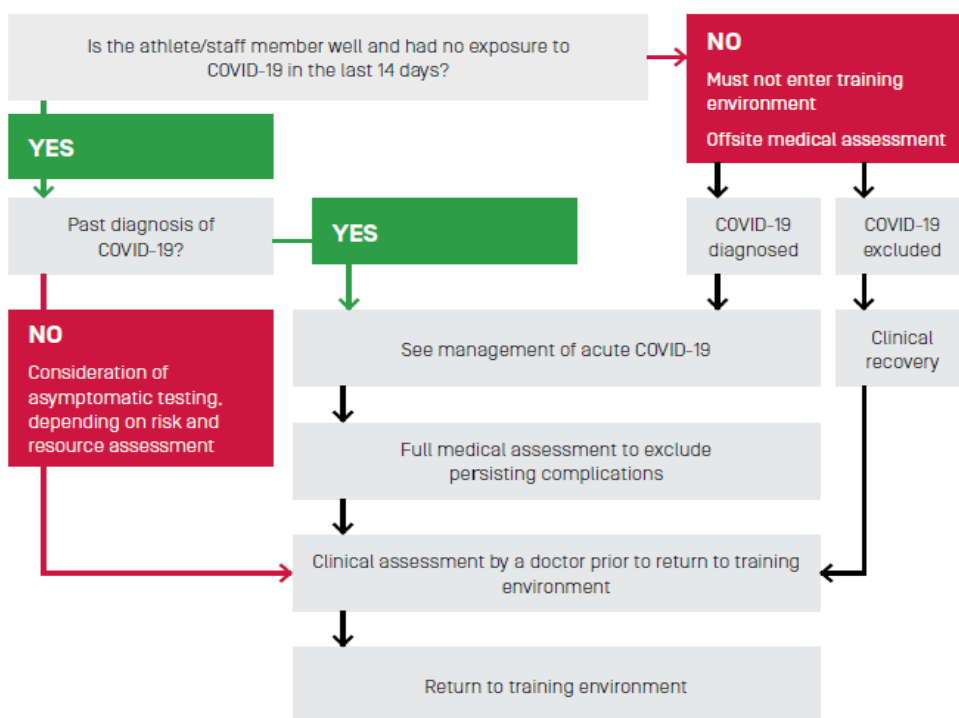 Is the athlete/staff member well and had no exposure to
COVID-19 in the last 14 days?
NO
Must not enter training
environment
Offsite medical assessment
YES
Past diagnosis of
COVID-19?
YES
COVID-19
diagnosed
COVID-19
excluded
NO
Consideration of
asymptomatic testing,
depending on risk and
resource assessment
See management of acute COVID-19
Clinical
recovery
Full medical assessment to exclude
persisting complications
Clinical assessment by a doctor prior to return to training
environment
Return to training environment